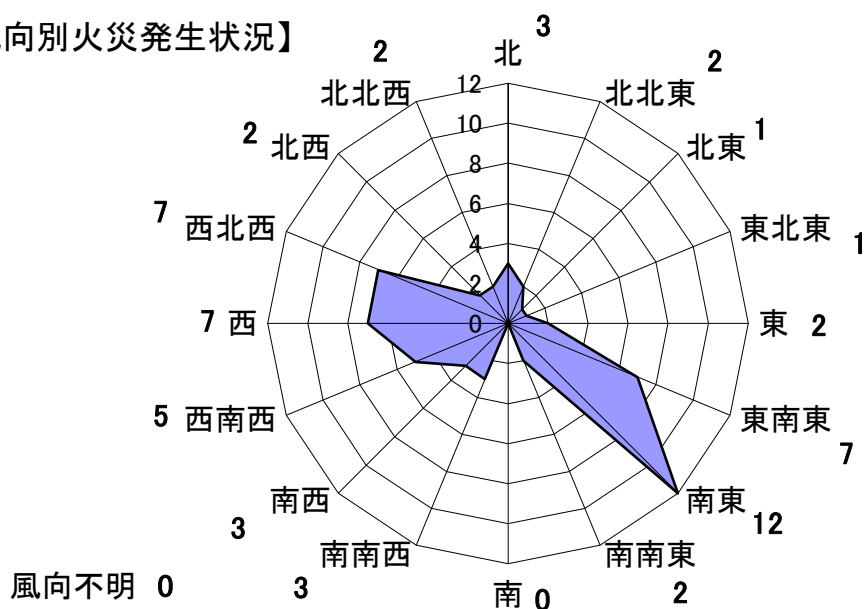 向別火災発生状況】
北 3
北北東 2
北東 1
東北東 1
東 2
東南東 7
南東 12
南南東 2
南 0
南南西 3
南西 3
西南西 5
西 7
西北西 7
北西 2
北北西 2
12
10
8
6
4
2
0
風向不明 0